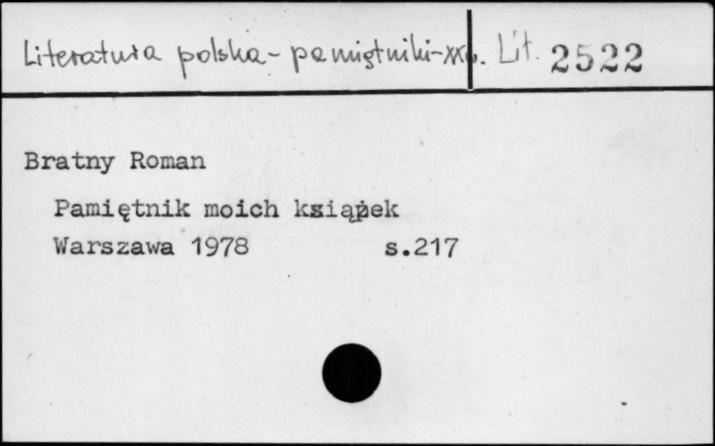 Literatura polska - pamiętniki - XX w. Lit. 2522
Bratny Roman
Pamiętnik moich książek
Warszawa 1978 s.217